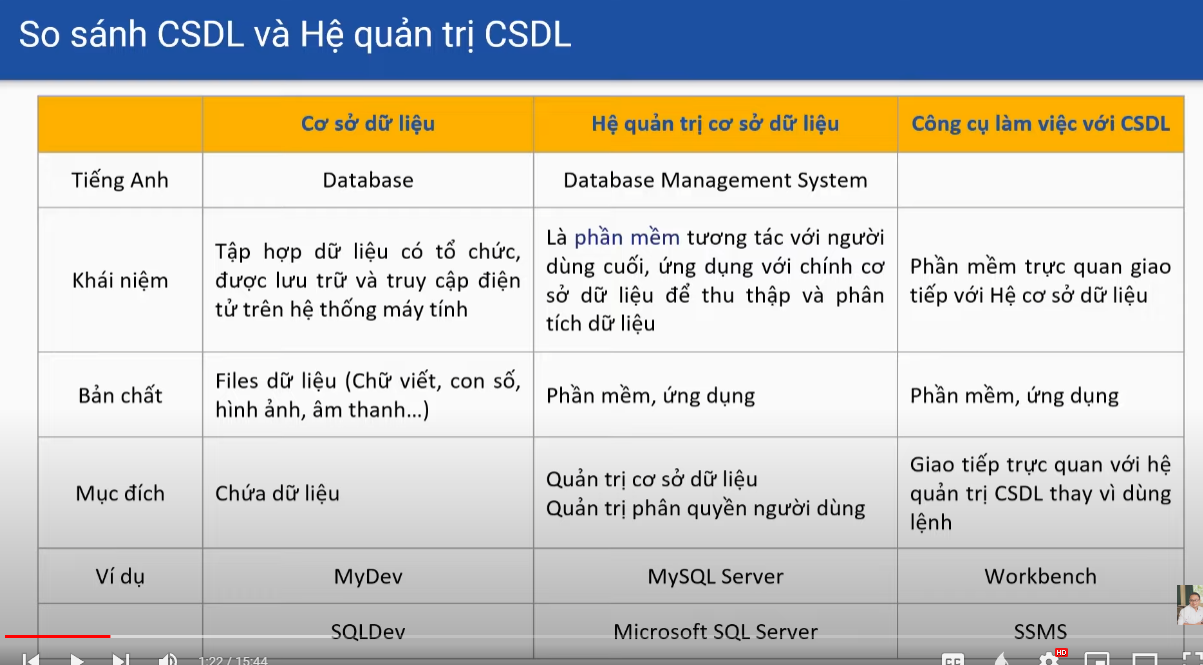 So sánh CSDL và Hệ quản trị CSDL
Cơ sở dữ liệu
Hệ quản trị cơ sở dữ liệu
Công cụ làm việc với CSDL
Tiếng Anh
Database
Database Management System
Khái niệm
Tập hợp dữ liệu có tổ chức,
được lưu trữ và truy cập điện
tử trên hệ thống máy tính
Là phần mềm tương tác với người
dùng cuối, ứng dụng với chính cơ
sở dữ liệu để thu thập và phân
tích dữ liệu
Phần mềm trực quan giao
tiếp với Hệ cơ sở dữ liệu
Bản chất
Files dữ liệu (Chữ viết, con số,
hình ảnh, âm thanh...)
Phần mềm, ứng dụng
Phần mềm, ứng dụng
Mục đích
Chứa dữ liệu
Quản trị cơ sở dữ liệu
Quản trị phân quyền người dùng
Giao tiếp trực quan với hệ
quản trị CSDL thay vì dùng
lệnh
Ví dụ
MyDev
MySQL Server
Workbench
SQLDev
Microsoft SQL Server
SSMS
1:22 / 15:44
HD